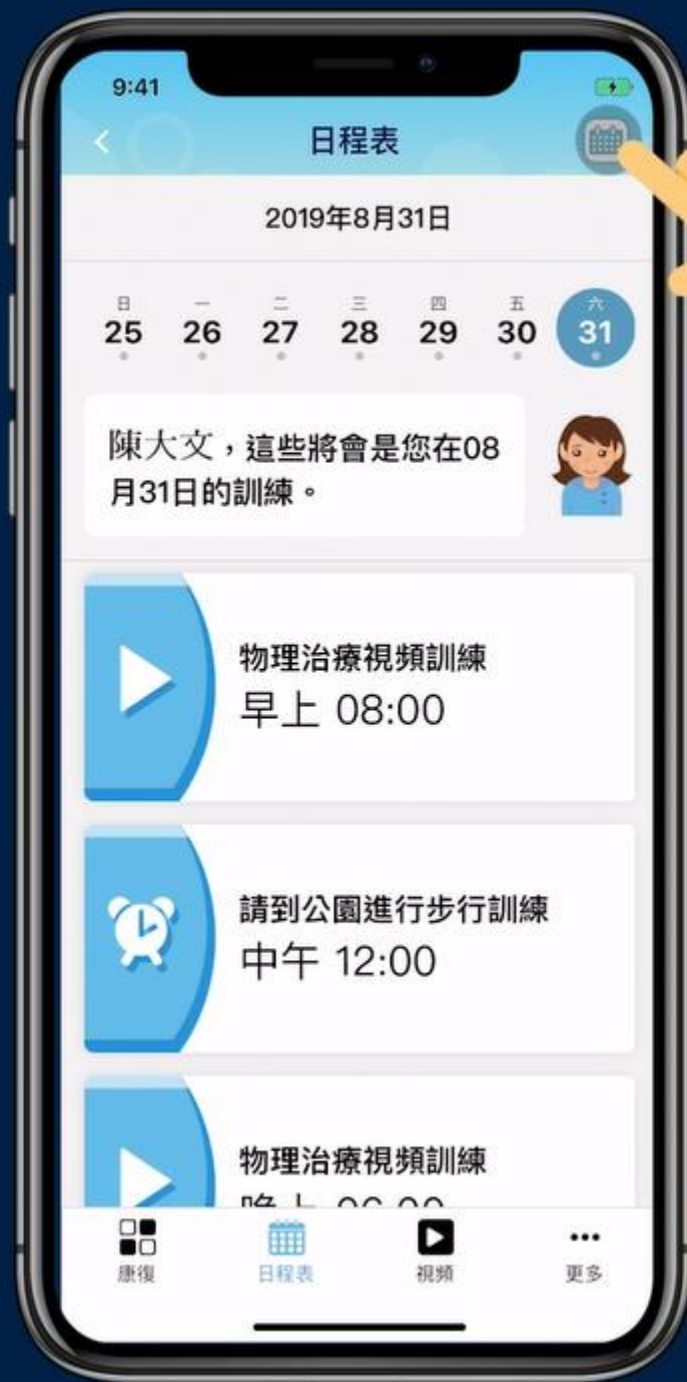 9:41
日程表
2019年8月31日
日 一 二 三 四 五 六
25 26 27 28 29 30 31
陳大文,這些將會是您在08
月31日的訓練。
物理治療視頻訓練
早上 08:00
請到公園進行步行訓練
中午 12:00
物理治療視頻訓練
康復 日程表 視頻 更多